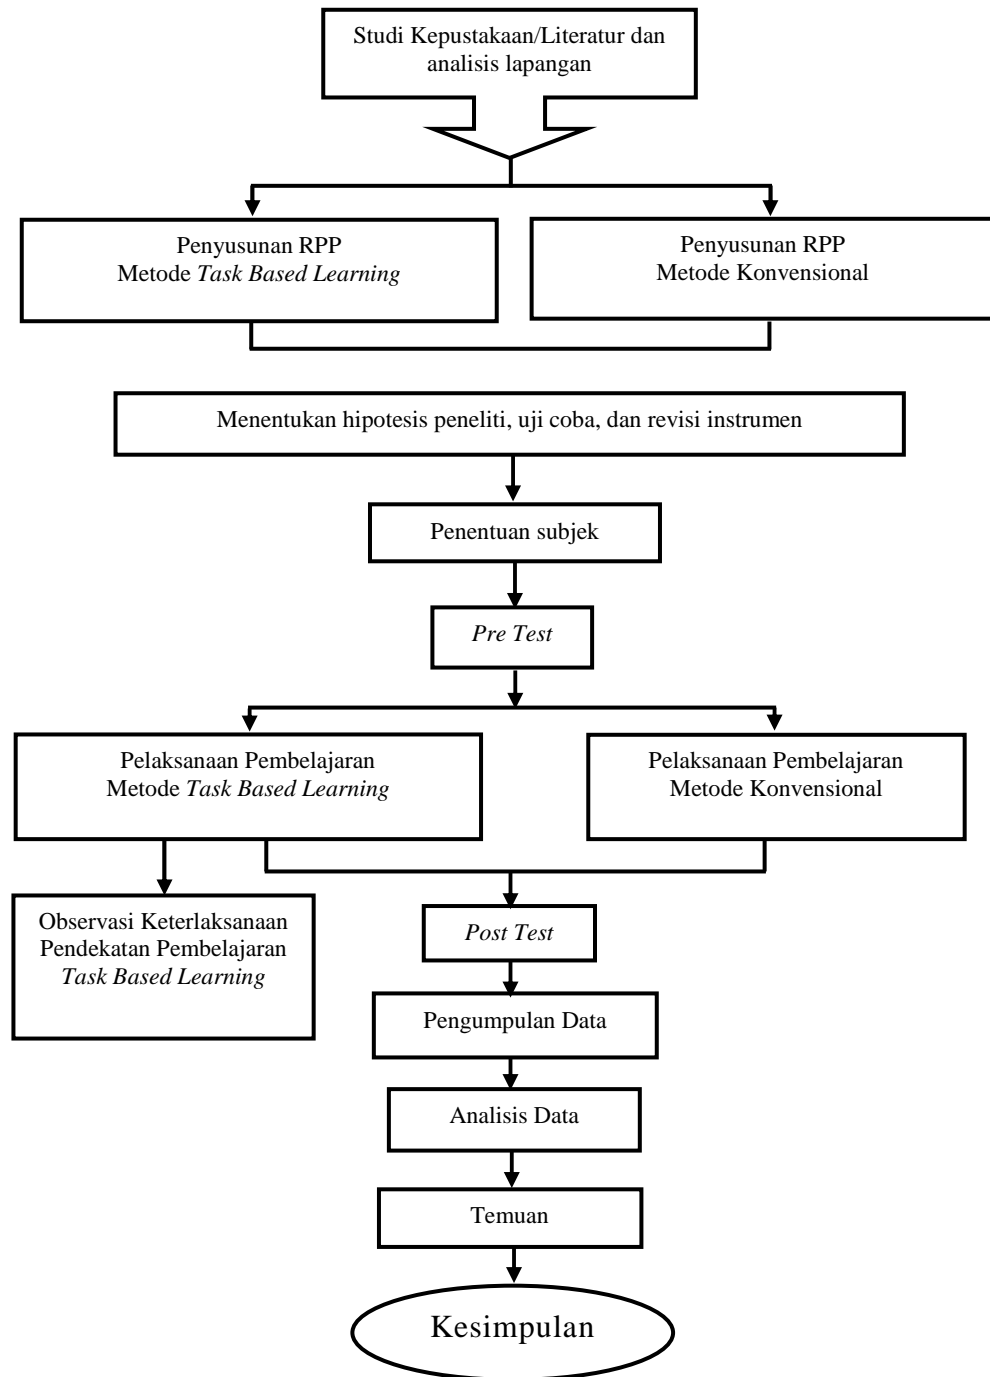 Studi Kepustakaan/Literatur dan
analisis lapangan
Penyusunan RPP
Metode Task Based Learning
Penyusunan RPP
Metode Konvensional
Menentukan hipotesis peneliti, uji coba, dan revisi instrumen
Penentuan subjek
Pre Test
Pelaksanaan Pembelajaran
Metode Task Based Learning
Pelaksanaan Pembelajaran
Metode Konvensional
Observasi Keterlaksanaan
Pendekatan Pembelajaran
Task Based Learning
Post Test
Pengumpulan Data
Analisis Data
Temuan
Kesimpulan